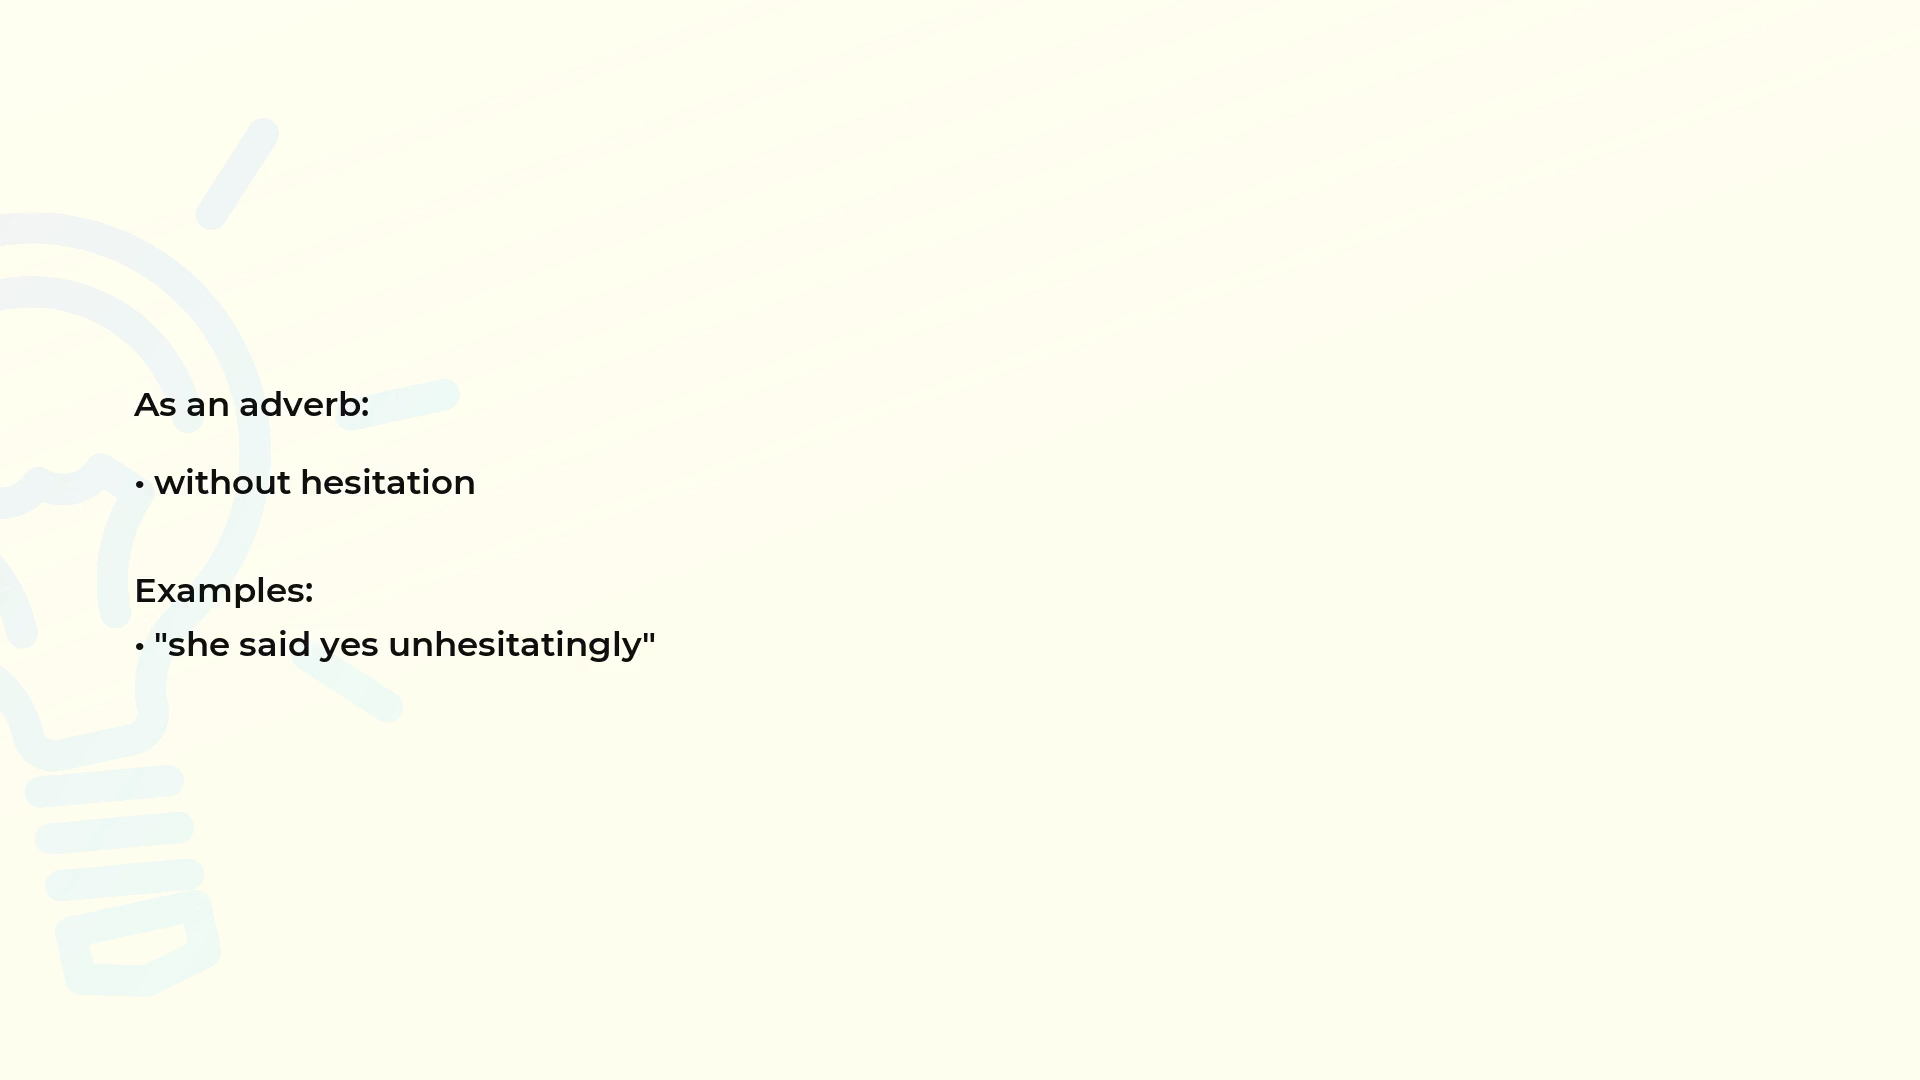 As an adverb:
• without hesitation
Examples:
• "she said yes unhesitatingly"